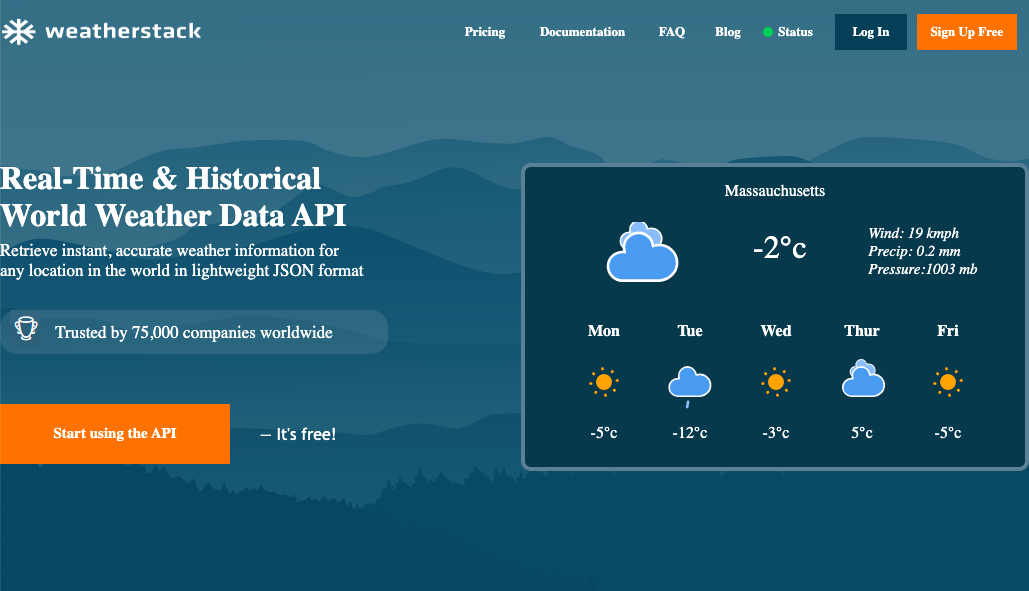 weatherstack
Pricing Documentation FAQ Blog Status Log In Sign Up Free
Real-Time & Historical
World Weather Data API
Retrieve instant, accurate weather information for
any location in the world in lightweight JSON format
Trusted by 75,000 companies worldwide
Start using the API
– It's free!
Massauchusetts
-2°c
Wind: 19 kmph
Precip: 0.2 mm
Pressure:1003 mb
Mon Tue Wed Thur Fri
-5°c -12°c -3°c 5°c -5°c